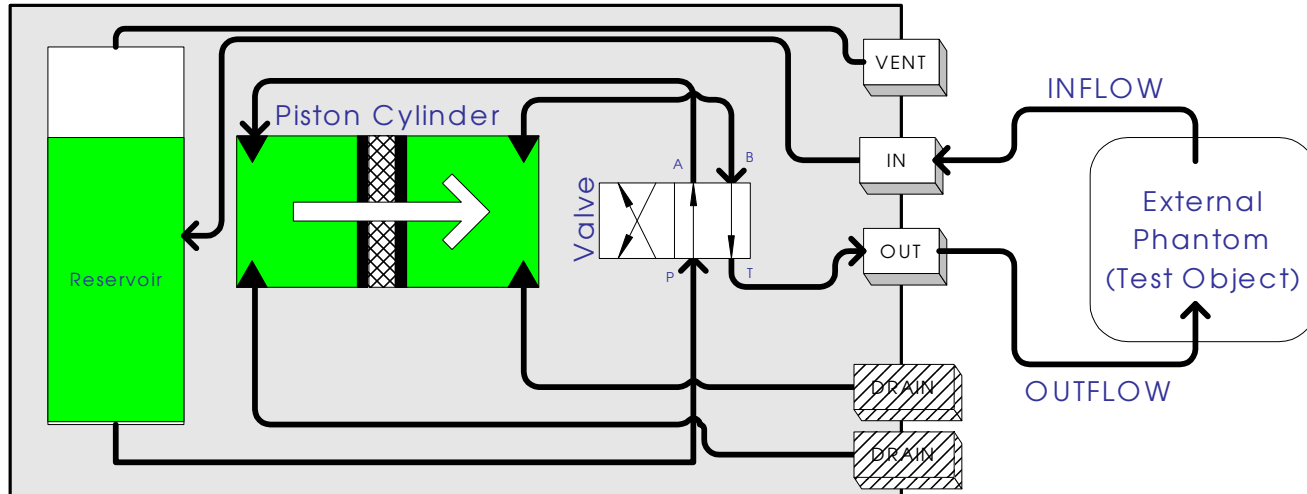 VENT
INFLOW
Piston Cylinder
A
B
IN
Valve
External
Phantom
(Test Object)
OUT
Reservoir
P
T
DRAIN
OUTFLOW
DRAIN